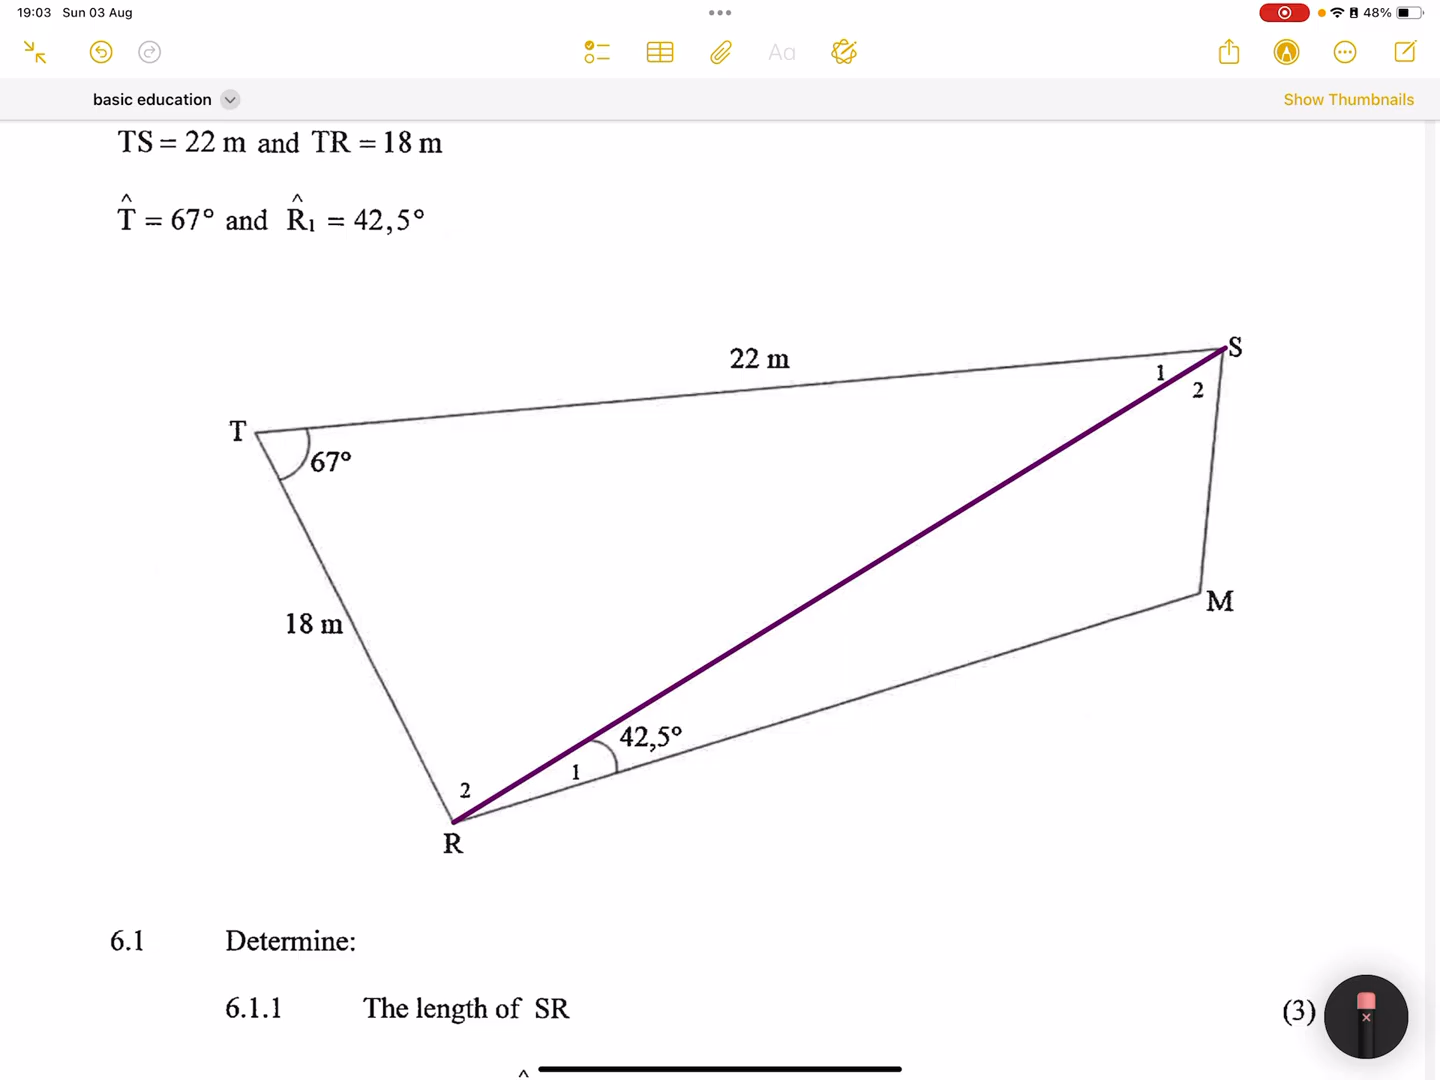 19:03 Sun 03 Aug
48%
Aa
basic education
Show Thumbnails
TS = 22 m and TR = 18 m
T̂ = 67° and R̂₁ = 42,5°
22 m
S
1
2
T
67°
18 m
M
42,5°
1
2
R
6.1 Determine:
6.1.1 The length of SR (3)